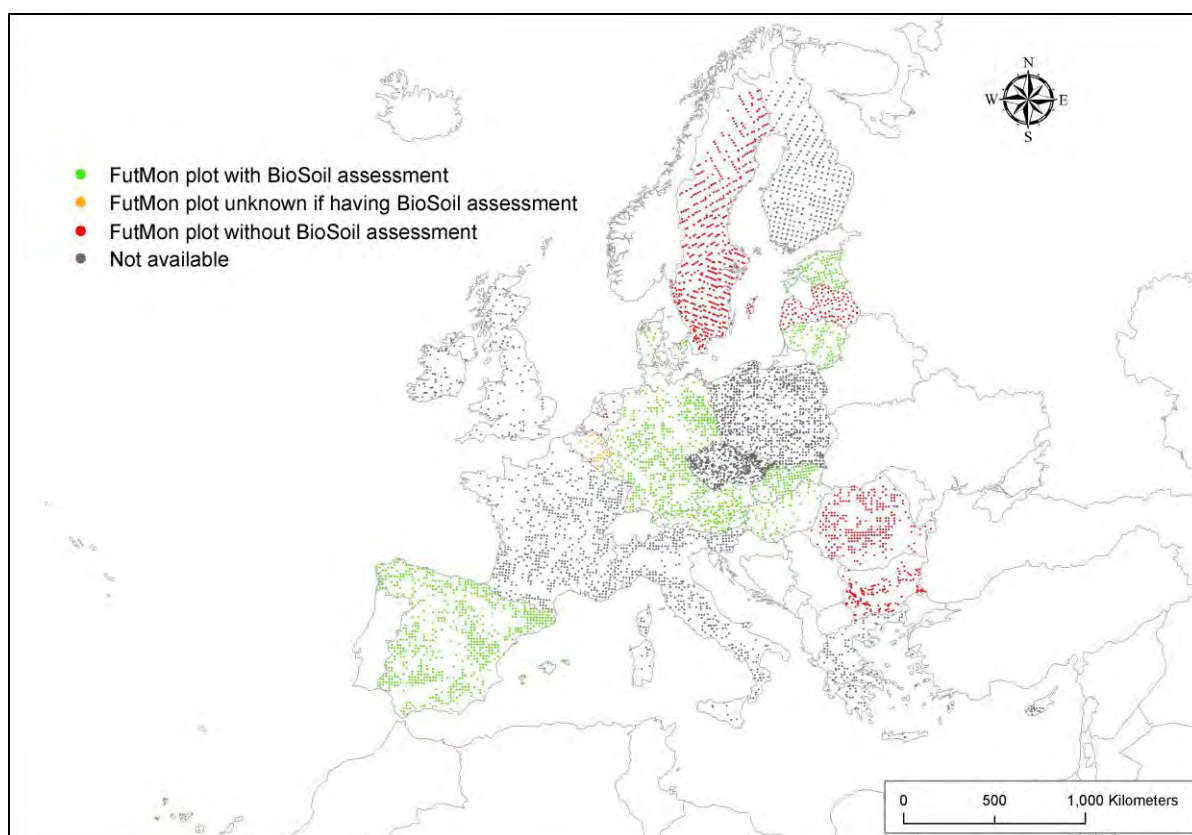 N
W
E
S
FutMon plot with BioSoil assessment
FutMon plot unknown if having BioSoil assessment
FutMon plot without BioSoil assessment
Not available
0 500 1,000 Kilometers